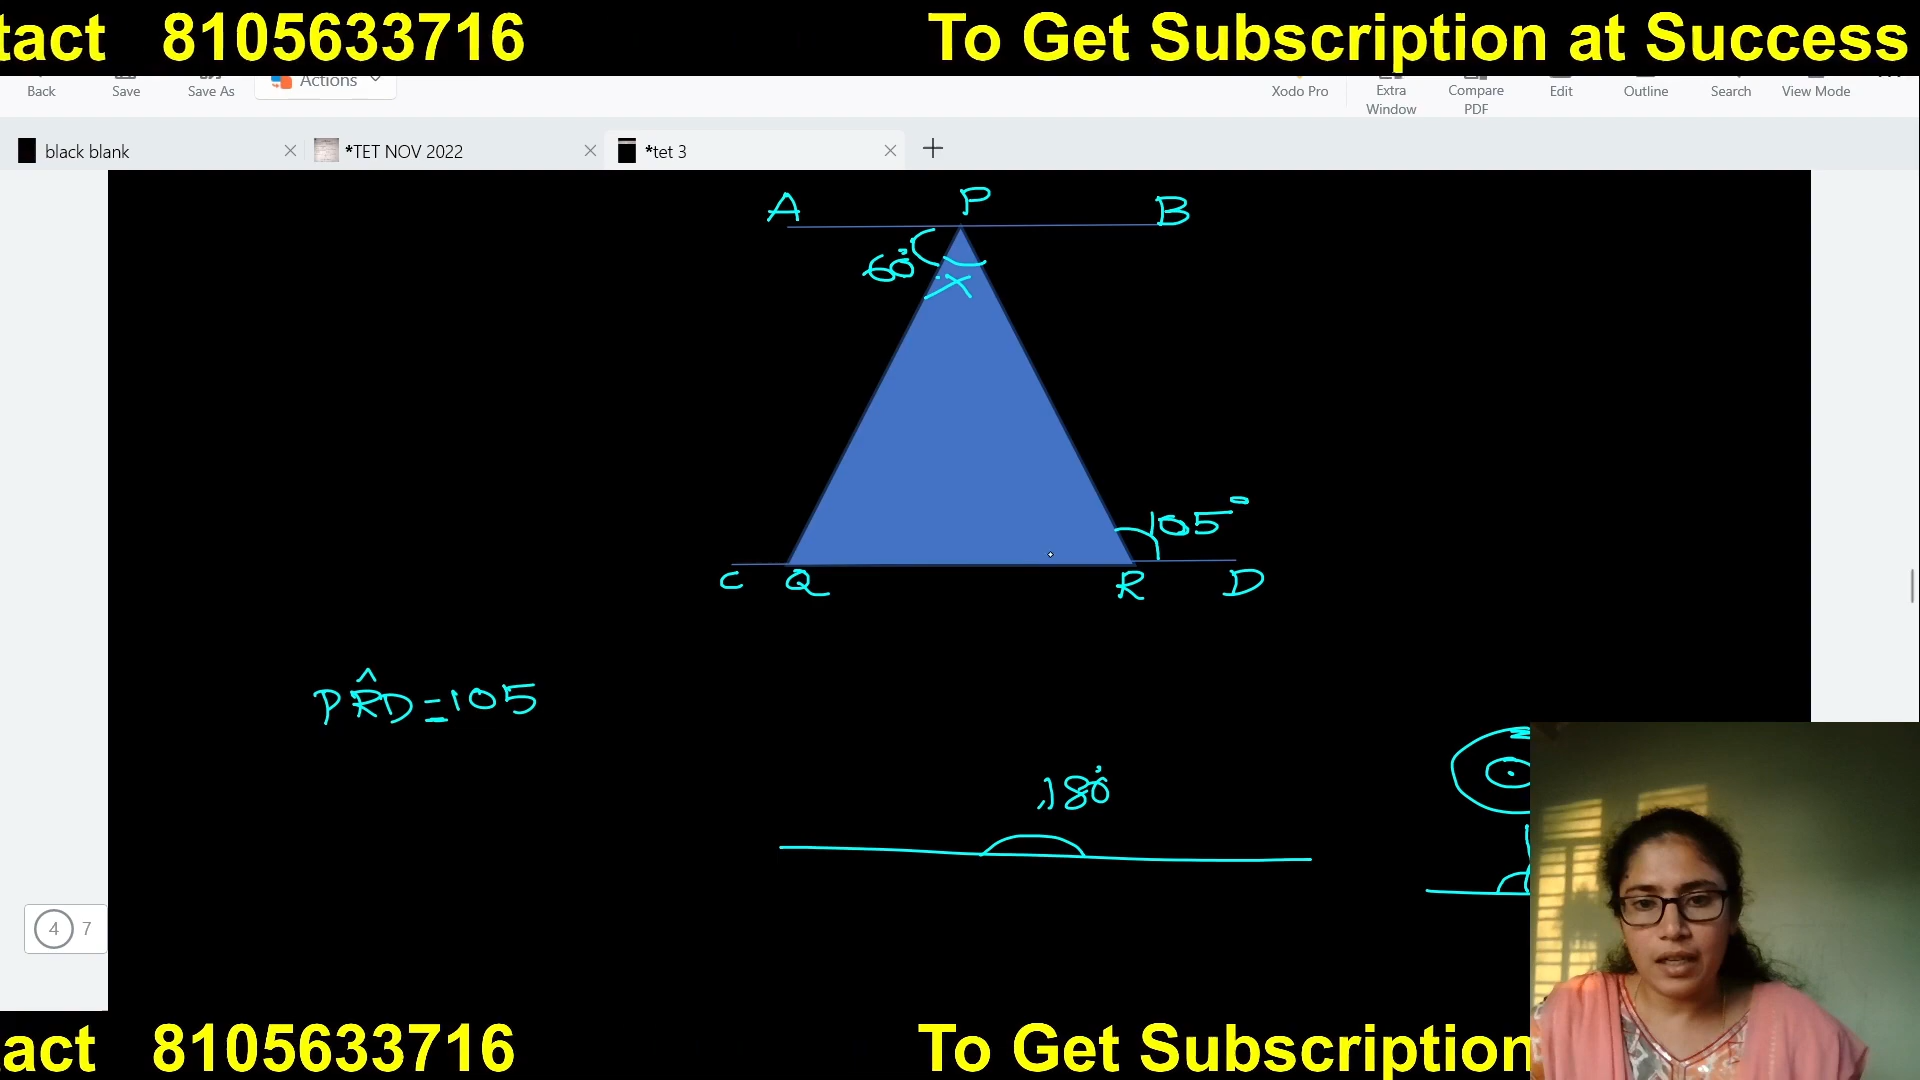 tact 8105633716 To Get Subscription at Success
Back Save Save As Actions Xodo Pro Extra Window Compare PDF Edit Outline Search View Mode
black blank *TET NOV 2022 *tet 3
A P B
60°
x
105°
C Q R D
PR̂D=105
180°
4 7
act 8105633716 To Get Subscription